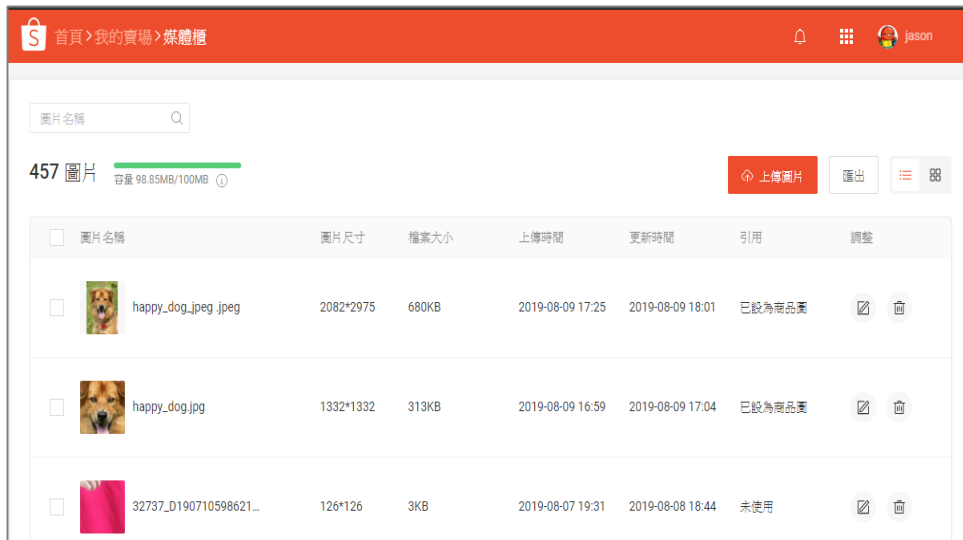 首頁>我的賣場>媒體櫃
jason
圖片名稱
457 圖片
容量 98.85MB/100MB
上傳圖片
匯出
圖片名稱 圖片尺寸 檔案大小 上傳時間 更新時間 引用 調整
happy_dog_jpeg .jpeg 2082*2975 680KB 2019-08-09 17:25 2019-08-09 18:01 已設為商品圖
happy_dog.jpg 1332*1332 313KB 2019-08-09 16:59 2019-08-09 17:04 已設為商品圖
32737_D190710598621... 126*126 3KB 2019-08-07 19:31 2019-08-08 18:44 未使用